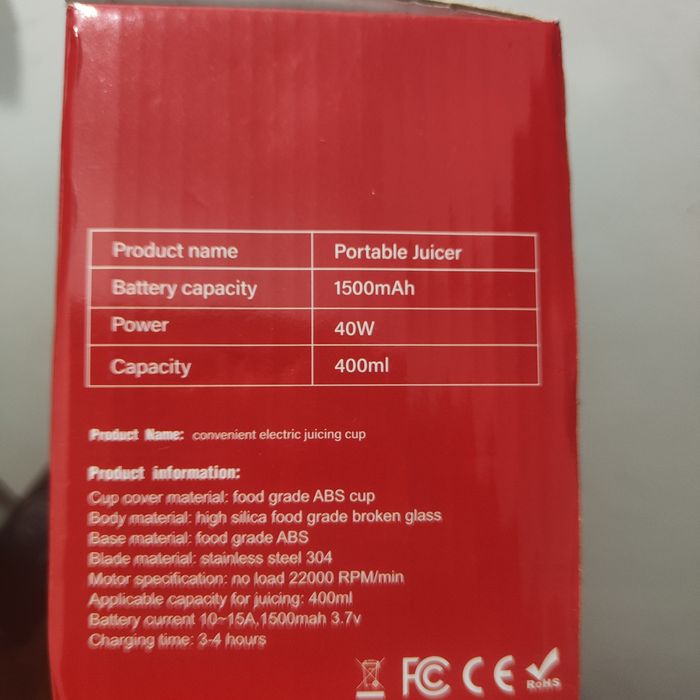 Product name Portable Juicer
Battery capacity 1500mAh
Power 40W
Capacity 400ml
Product Name: convenient electric juicing cup
Product information:
Cup cover material: food grade ABS cup
Body material: high silica food grade broken glass
Base material: food grade ABS
Blade material: stainless steel 304
Motor specification: no load 22000 RPM/min
Applicable capacity for juicing: 400ml
Battery current 10~15A,1500mah 3.7v
Charging time: 3-4 hours
FC CE RoHS